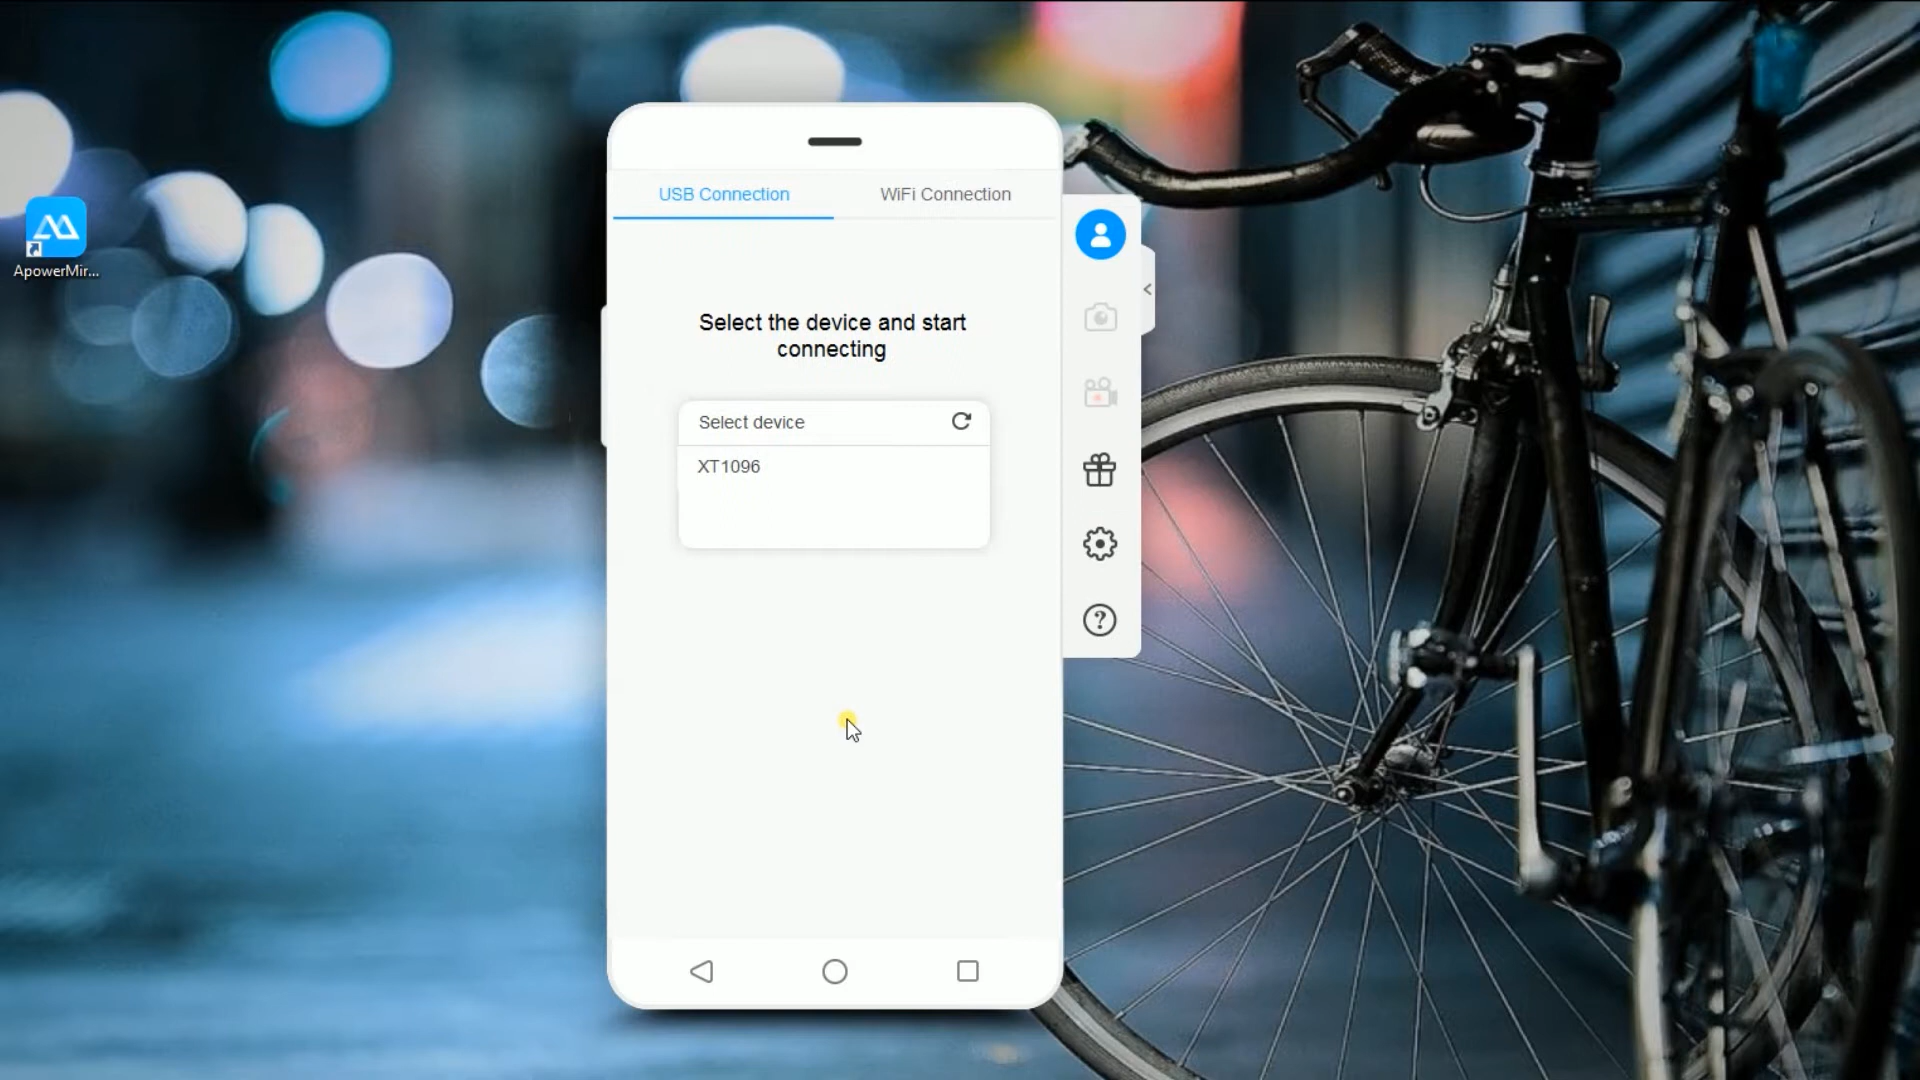 USB Connection
WiFi Connection
ApowerMir...
Select the device and start
connecting
Select device
XT1096